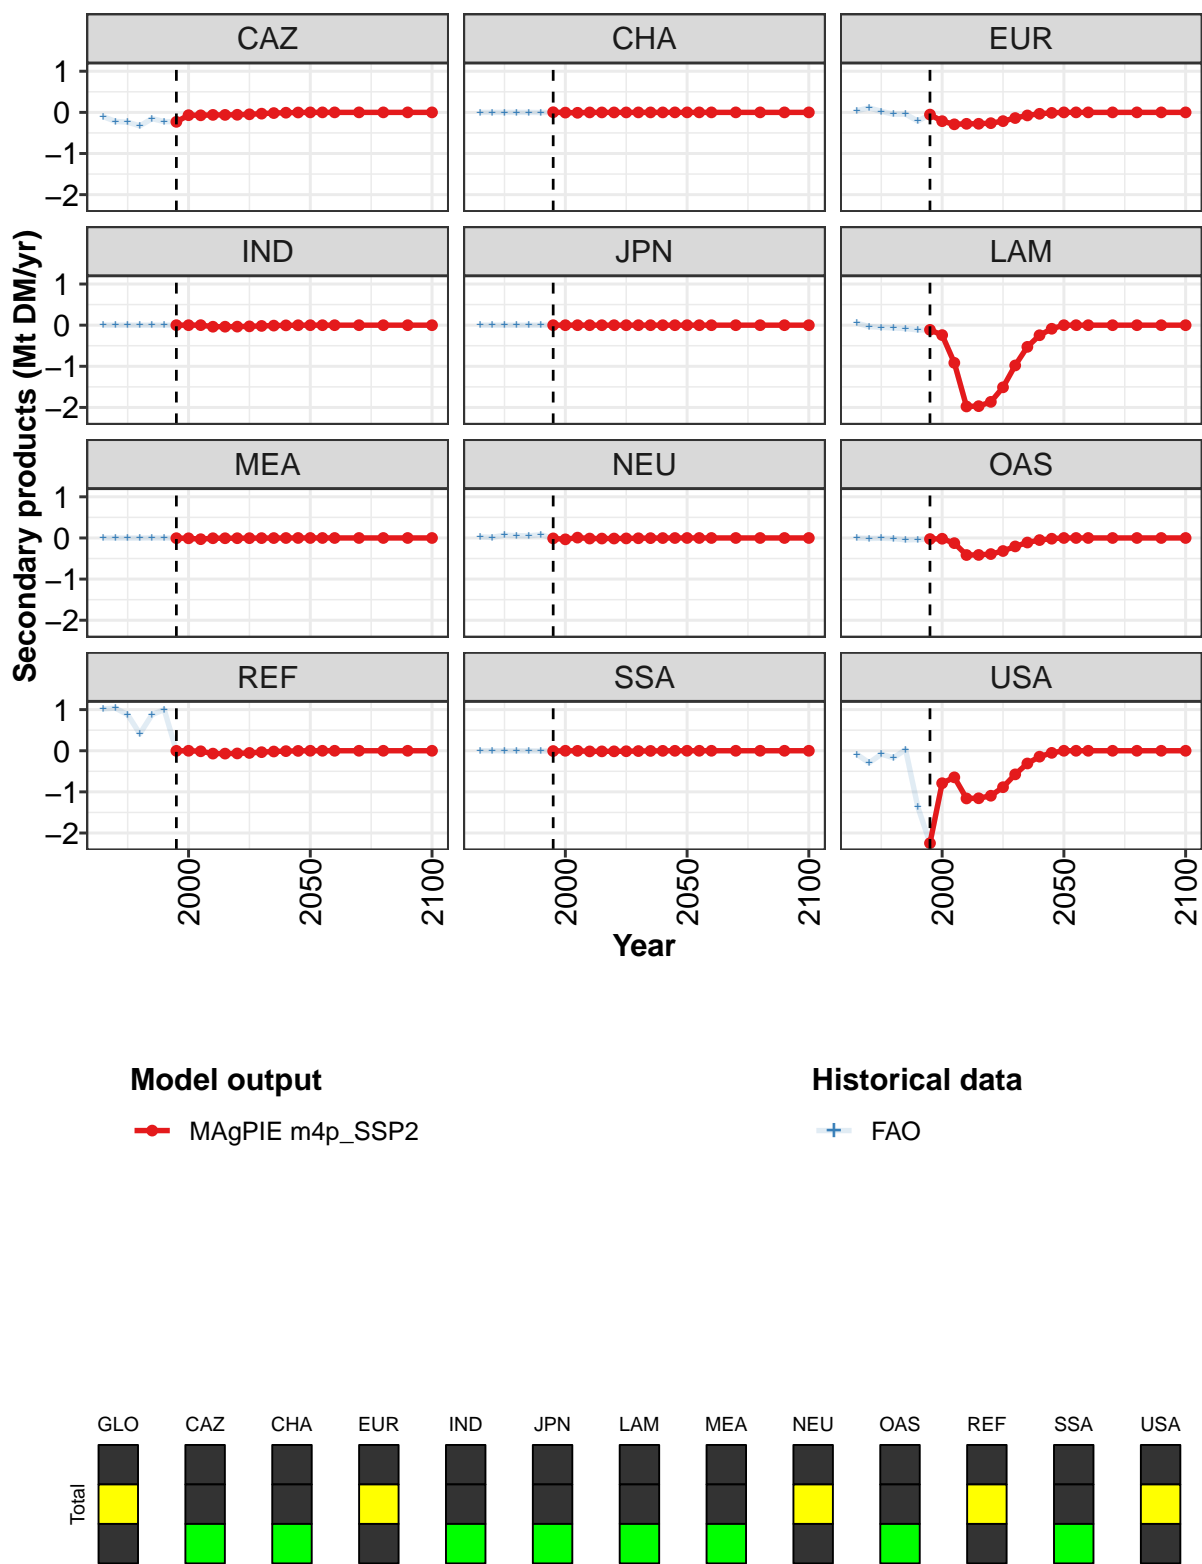 CAZ CHA EUR
1
0
−1
−2
IND JPN LAM
1
0
−1
−2
MEA NEU OAS
1
0
−1
−2
REF SSA USA
1
0
−1
−2
Secondary products (Mt DM/yr)
2000 2050 2100 2000 2050 2100 2000 2050 2100
Year
Model output Historical data
MAgPIE m4p_SSP2 FAO
GLO CAZ CHA EUR IND JPN LAM MEA NEU OAS REF SSA USA
Total